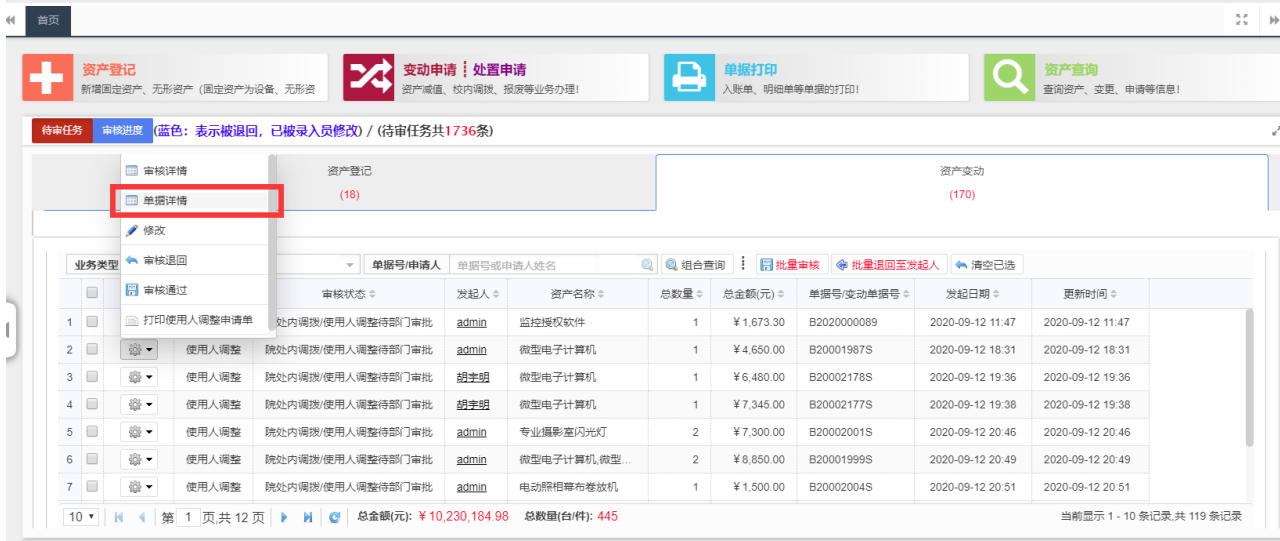 首页
资产登记
新增固定资产、无形资产（固定资产为设备、无形资
变动申请┇处置申请
资产减值、校内调拨、报废等业务办理！
单据打印
入账单、明细单等单据的打印！
资产查询
查询资产、变更、申请等信息！
待审任务 审核进度 (蓝色：表示被退回，已被录入员修改) / (待审任务共1736条)
审核详情
单据详情
修改
审核退回
审核通过
打印使用人调整申请单
资产登记
(18)
资产变动
(170)
业务类型 单据号/申请人 单据号或申请人姓名 组合查询 批量审核 批量退回至发起人 清空已选
审核状态 发起人 资产名称 总数量 总金额(元) 单据号/变动单据号 发起日期 更新时间
1 院处内调拨/使用人调整待部门审批 admin 监控授权软件 1 ¥1,673.30 B2020000089 2020-09-12 11:47 2020-09-12 11:47
2 使用人调整 院处内调拨/使用人调整待部门审批 admin 微型电子计算机 1 ¥4,650.00 B20001987S 2020-09-12 18:31 2020-09-12 18:31
3 使用人调整 院处内调拨/使用人调整待部门审批 胡宇明 微型电子计算机 1 ¥6,480.00 B20002178S 2020-09-12 19:36 2020-09-12 19:36
4 使用人调整 院处内调拨/使用人调整待部门审批 胡宇明 微型电子计算机 1 ¥7,345.00 B20002177S 2020-09-12 19:38 2020-09-12 19:38
5 使用人调整 院处内调拨/使用人调整待部门审批 admin 专业摄影室闪光灯 2 ¥7,300.00 B20002001S 2020-09-12 20:46 2020-09-12 20:46
6 使用人调整 院处内调拨/使用人调整待部门审批 admin 微型电子计算机,微型... 2 ¥8,850.00 B20001999S 2020-09-12 20:49 2020-09-12 20:49
7 使用人调整 院处内调拨/使用人调整待部门审批 admin 电动照相幕布卷放机 1 ¥1,500.00 B20002004S 2020-09-12 20:51 2020-09-12 20:51
10 第 1 页,共 12 页 总金额(元): ¥10,230,184.98 总数量(台/件): 445 当前显示 1 - 10 条记录,共 119 条记录